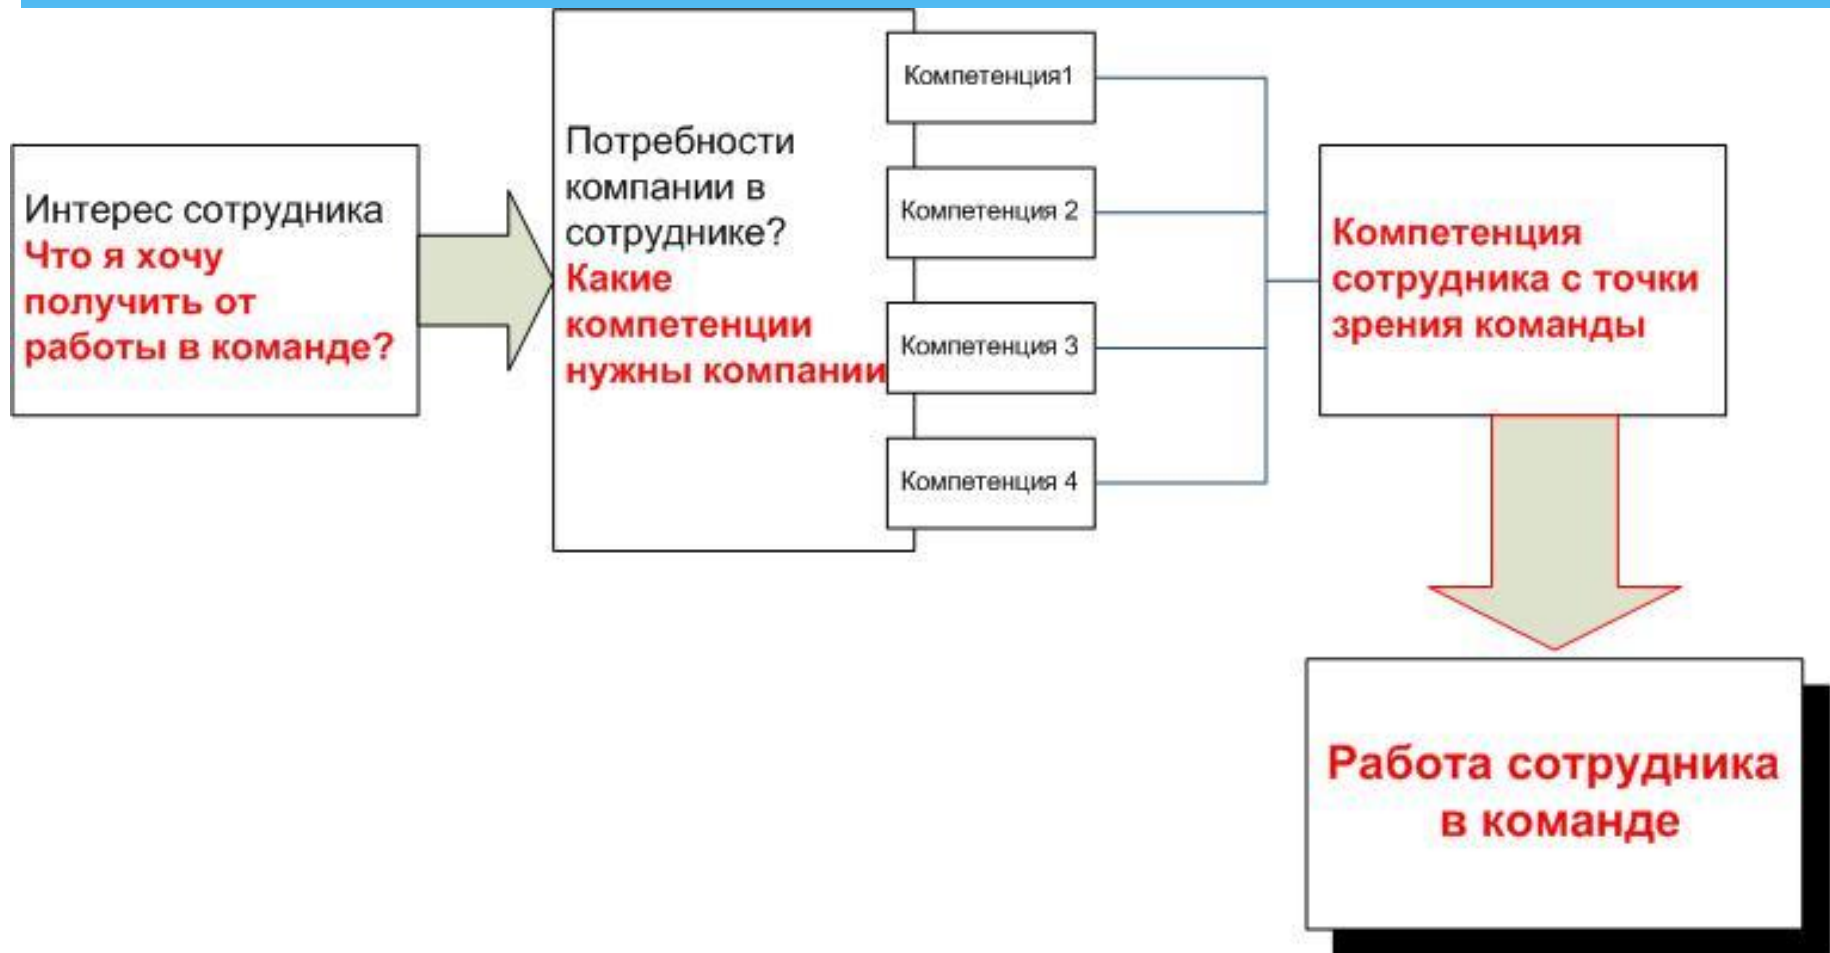 Интерес сотрудника
Что я хочу
получить от
работы в команде?
Потребности
компании в
сотруднике?
Какие
компетенции
нужны компании
Компетенция1
Компетенция 2
Компетенция 3
Компетенция 4
Компетенция
сотрудника с точки
зрения команды
Работа сотрудника
в команде